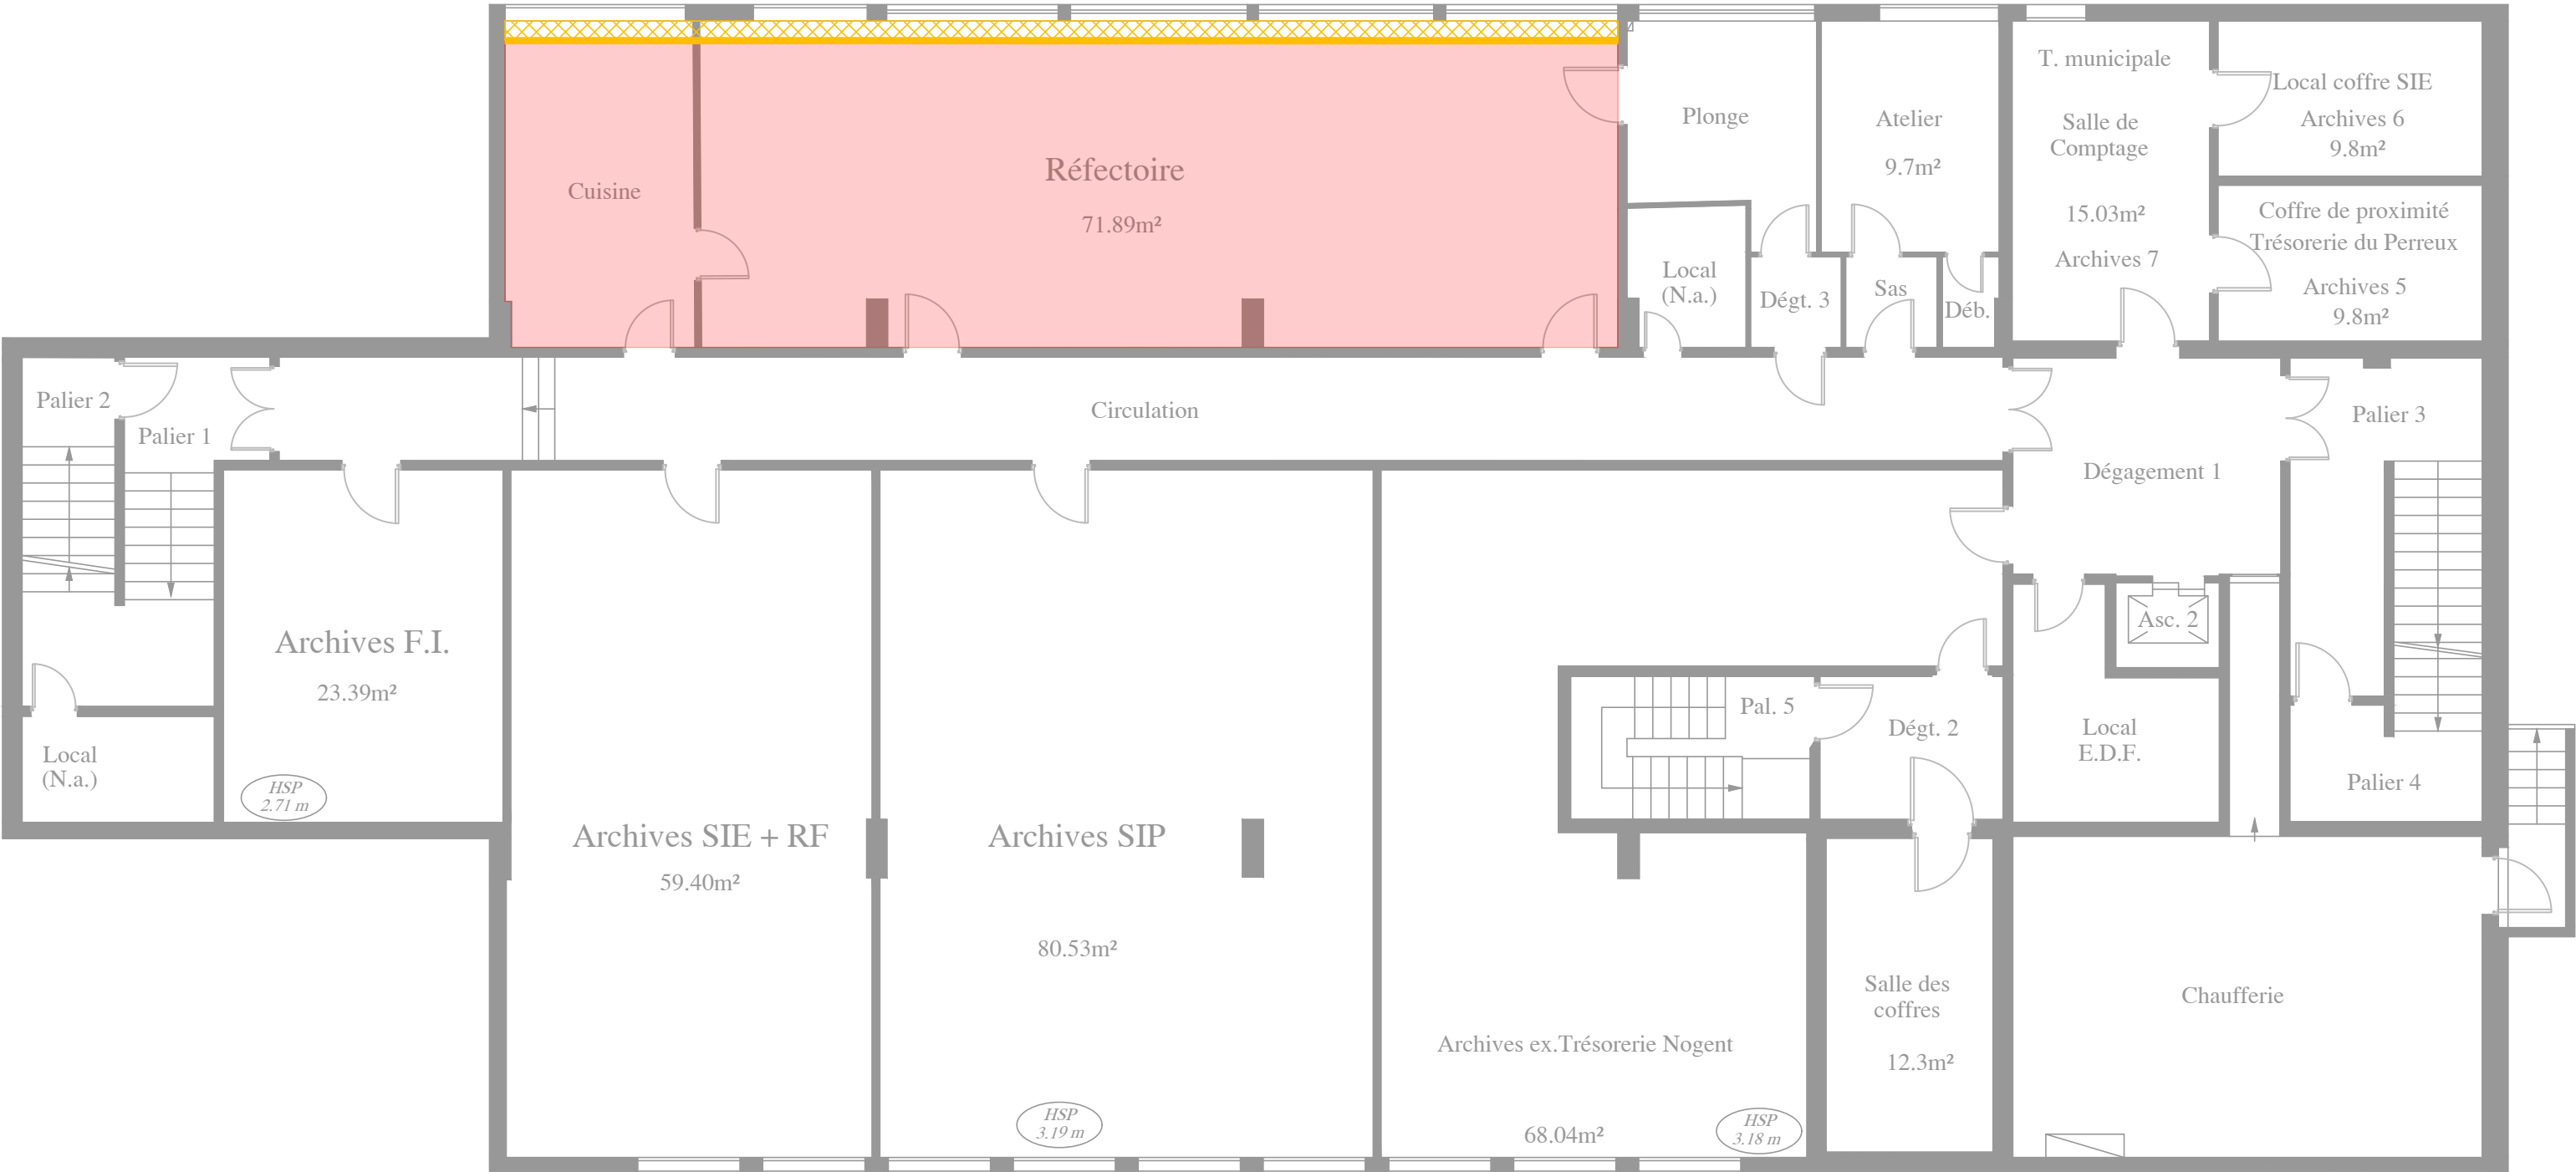 T. municipale
Salle de
Comptage
15.03m²
Archives 7
Local coffre SIE
Archives 6
9.8m²
Coffre de proximité
Trésorerie du Perreux
Archives 5
9.8m²
Cuisine
Réfectoire
71.89m²
Plonge
Atelier
9.7m²
Local
(N.a.)
Dégt. 3
Sas
Déb.
Palier 2
Palier 1
Circulation
Dégagement 1
Palier 3
Archives F.I.
23.39m²
HSP
2.71 m
Local
(N.a.)
Archives SIE + RF
59.40m²
Archives SIP
80.53m²
HSP
3.19 m
Pal. 5
Dégt. 2
Asc. 2
Local
E.D.F.
Palier 4
Archives ex.Trésorerie Nogent
68.04m²
HSP
3.18 m
Salle des
coffres
12.3m²
Chaufferie